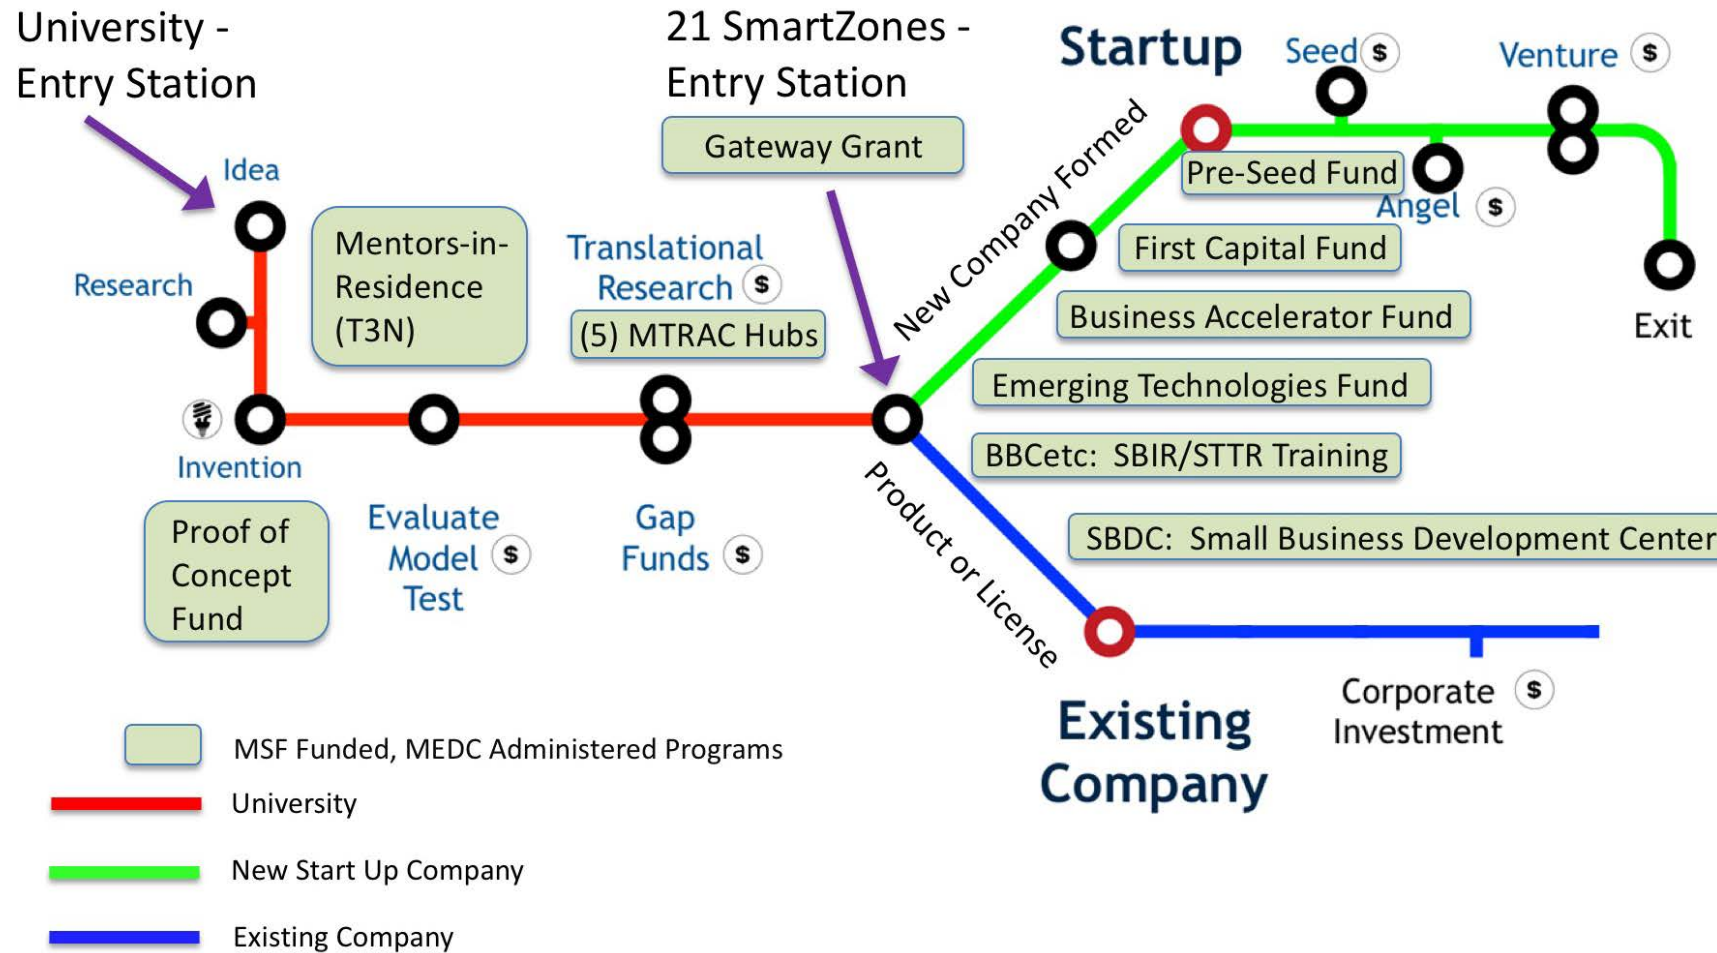 University -
Entry Station
21 SmartZones -
Entry Station
Gateway Grant
Startup
Seed $
Venture $
Idea
Research
Mentors-in-
Residence
(T3N)
Translational
Research $
(5) MTRAC Hubs
New Company Formed
Pre-Seed Fund
Angel $
First Capital Fund
Business Accelerator Fund
Exit
Emerging Technologies Fund
BBCetc: SBIR/STTR Training
SBDC: Small Business Development Center
Invention
Proof of
Concept
Fund
Evaluate
Model $
Test
Gap
Funds $
Product or License
Existing
Company
Corporate $
Investment
MSF Funded, MEDC Administered Programs
University
New Start Up Company
Existing Company